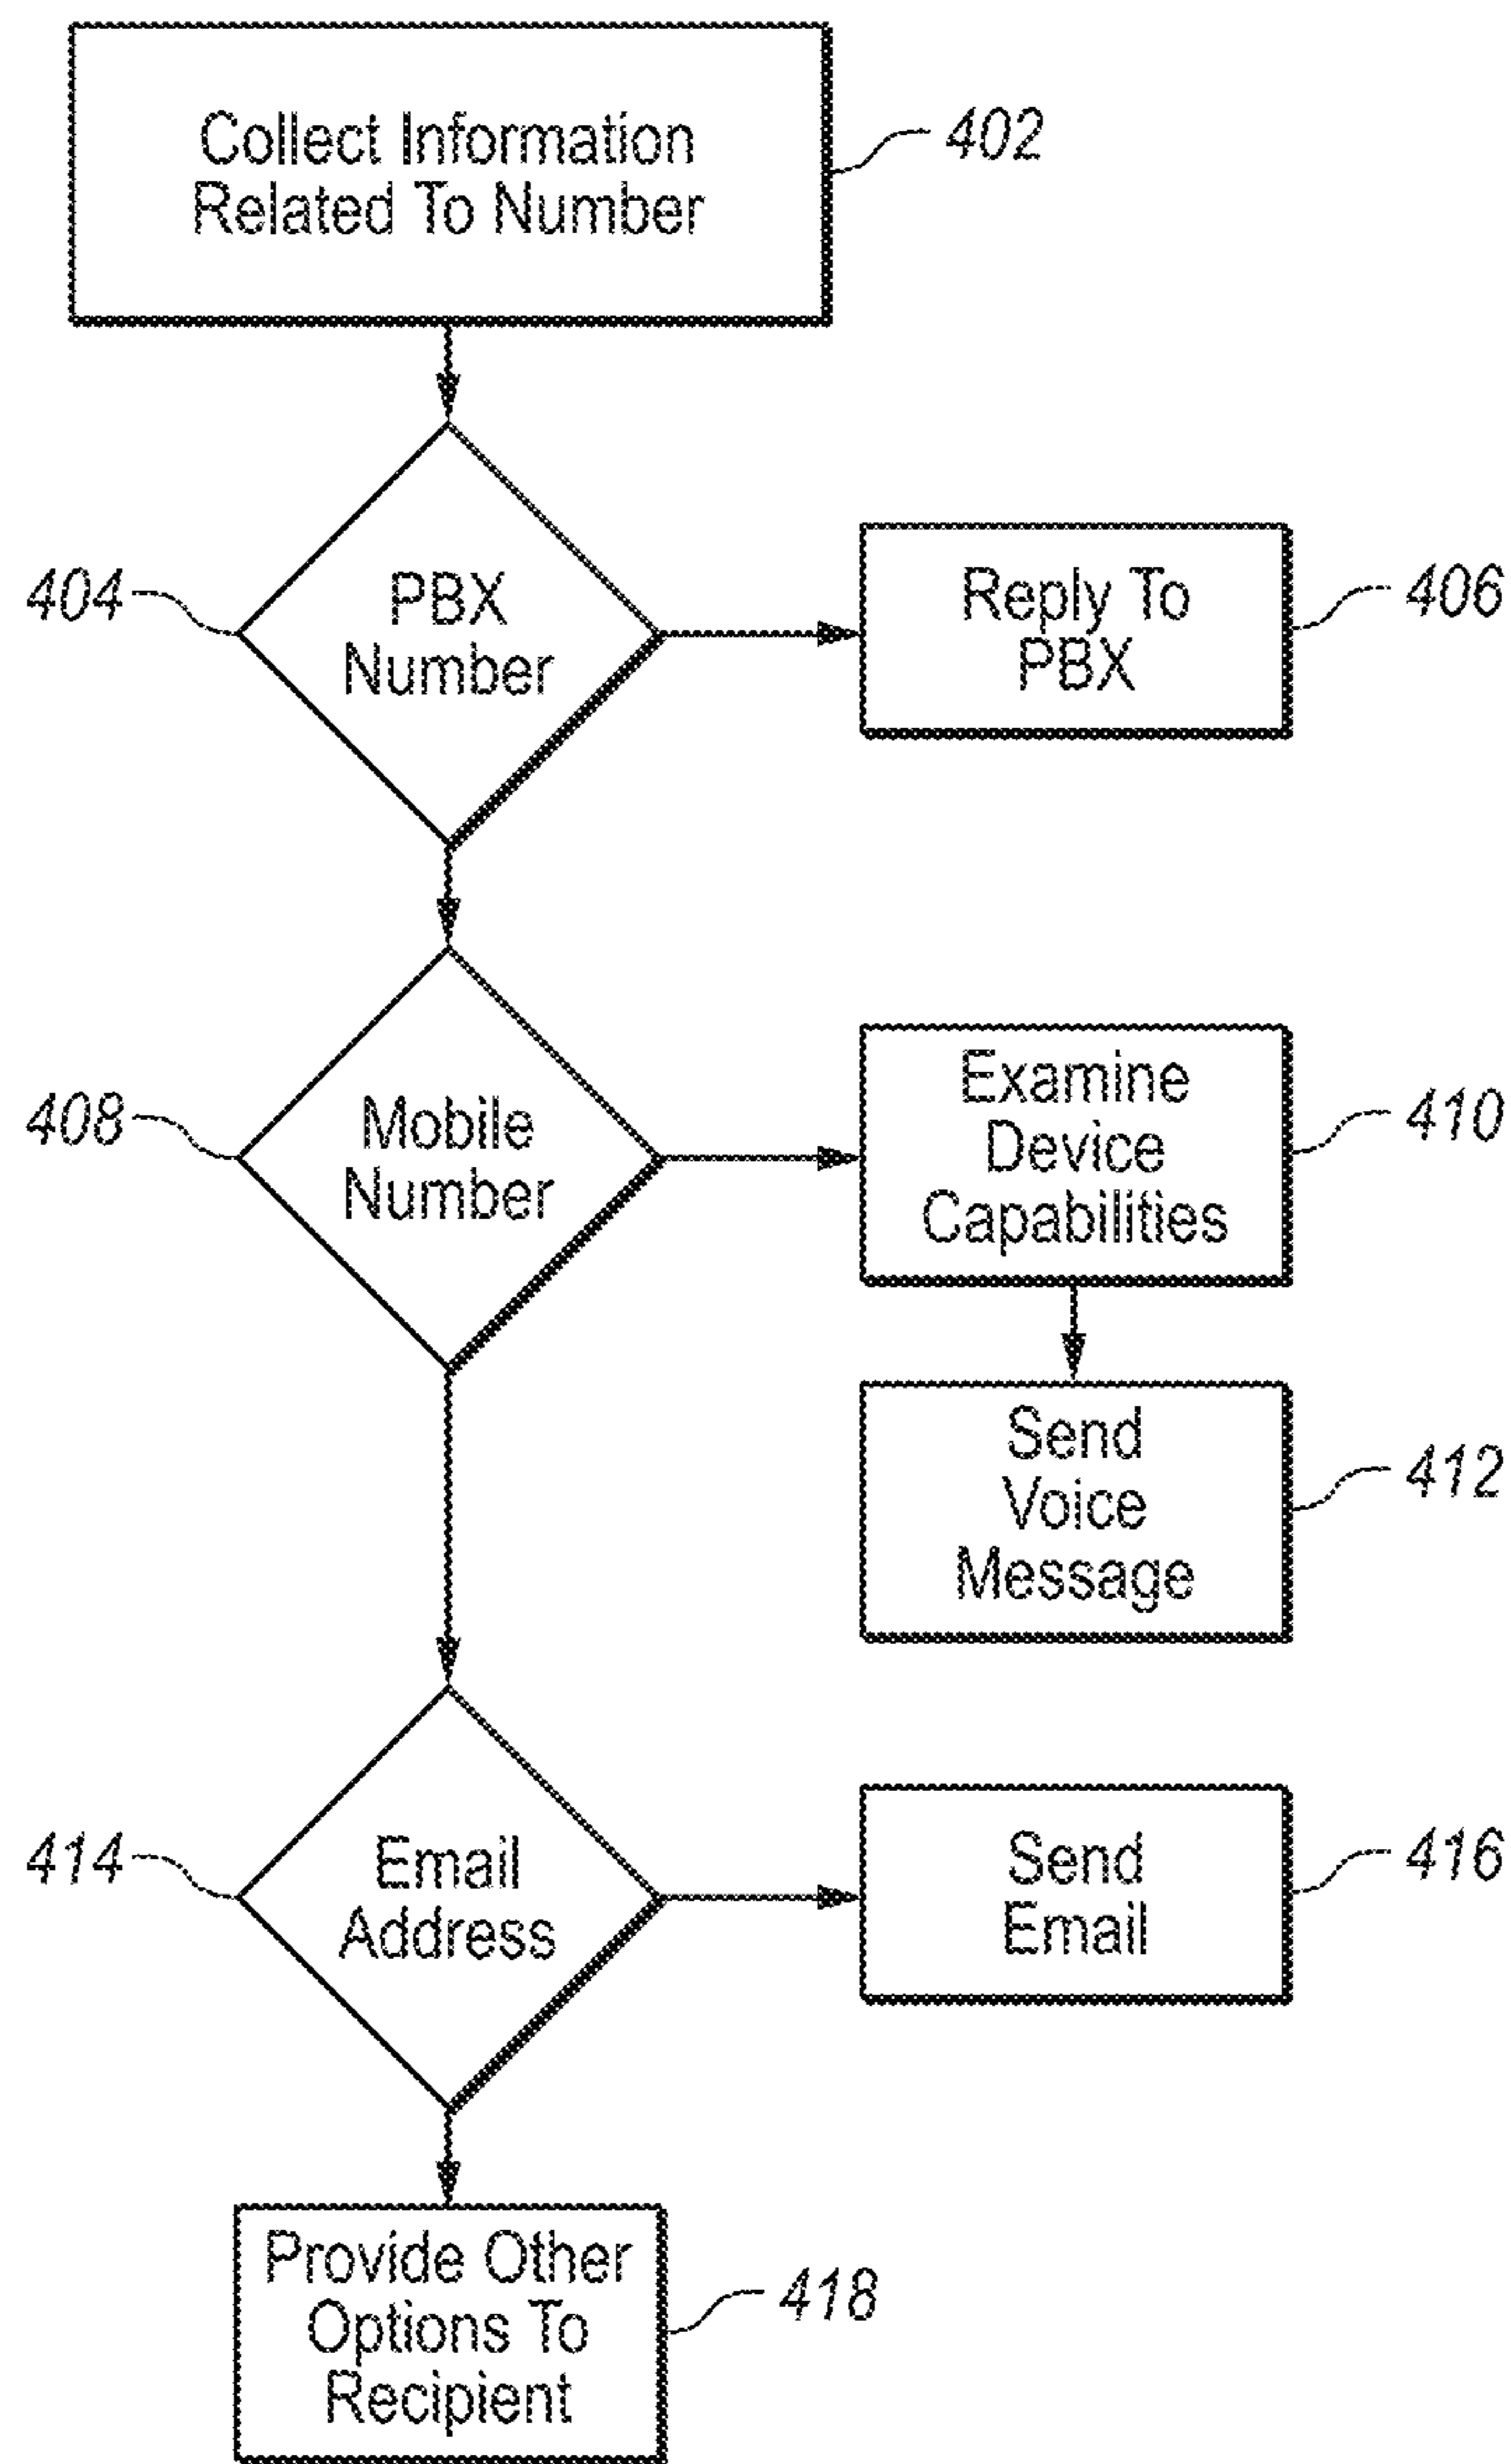 Collect Information
Related To Number
402
PBX
Number
404
Reply To
PBX
406
Mobile
Number
408
Examine
Device
Capabilities
410
Send
Voice
Message
412
Email
Address
414
Send
Email
416
Provide Other
Options To
Recipient
418